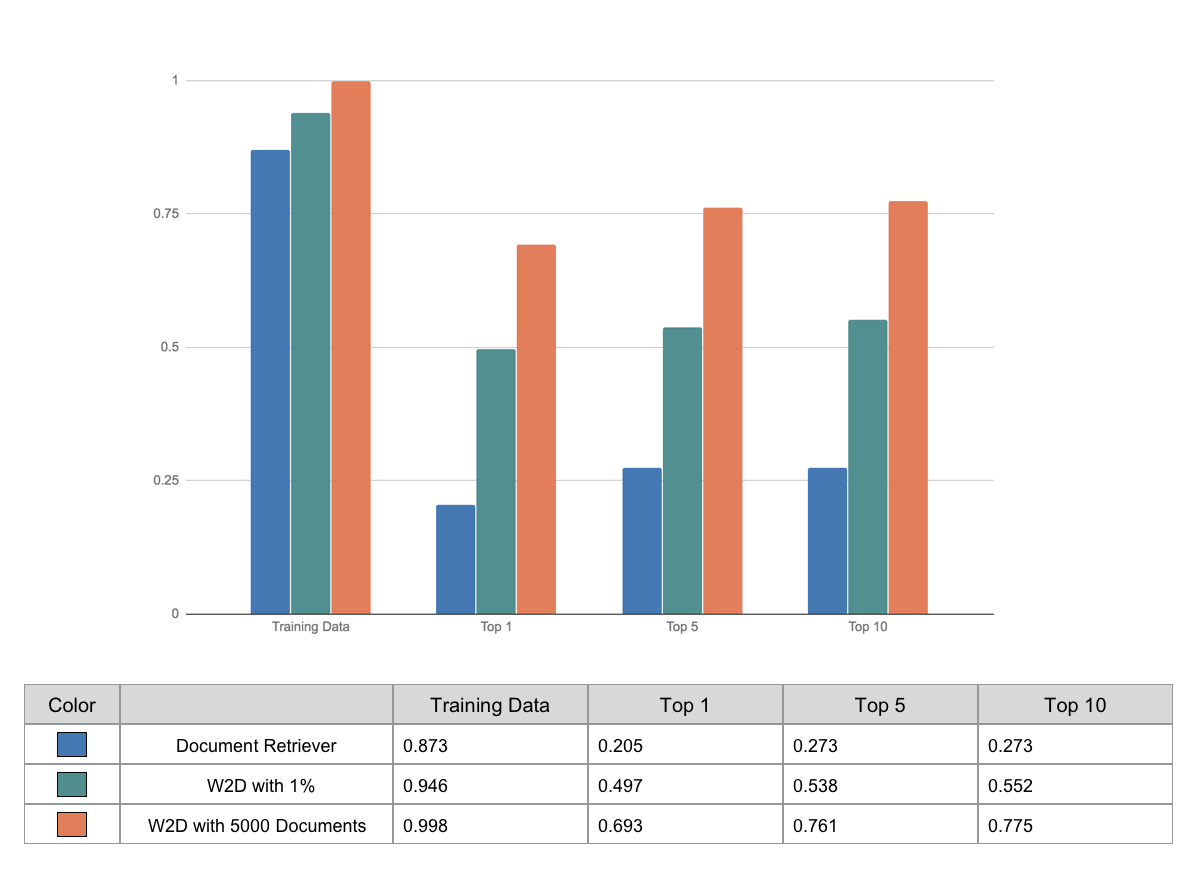 1
0.75
0.5
0.25
0
Training Data Top 1 Top 5 Top 10
Color Training Data Top 1 Top 5 Top 10
Document Retriever 0.873 0.205 0.273 0.273
W2D with 1% 0.946 0.497 0.538 0.552
W2D with 5000 Documents 0.998 0.693 0.761 0.775